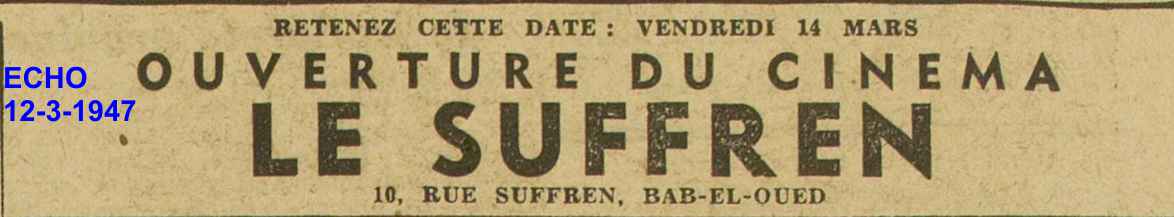 RETENEZ CETTE DATE : VENDREDI 14 MARS
ECHO
12-3-1947
OUVERTURE DU CINEMA
LE SUFFREN
10, RUE SUFFREN, BAB-EL-OUED